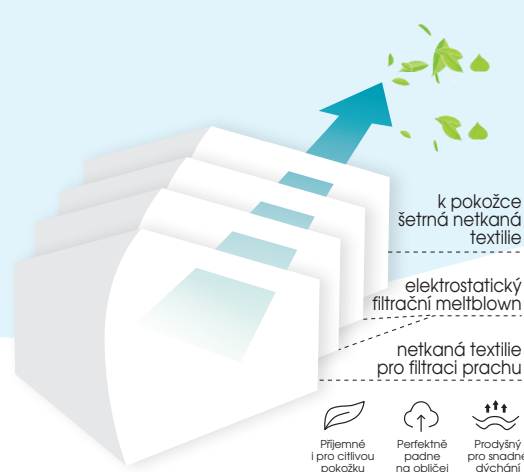 k pokožce
šetrná netkaná
textilie
elektrostatický
filtrační meltblown
netkaná textilie
pro filtraci prachu
Příjemné
i pro citlivou
pokožku
Perfektně
padne
na obličej
Prodyšný
pro snadné
dýchání